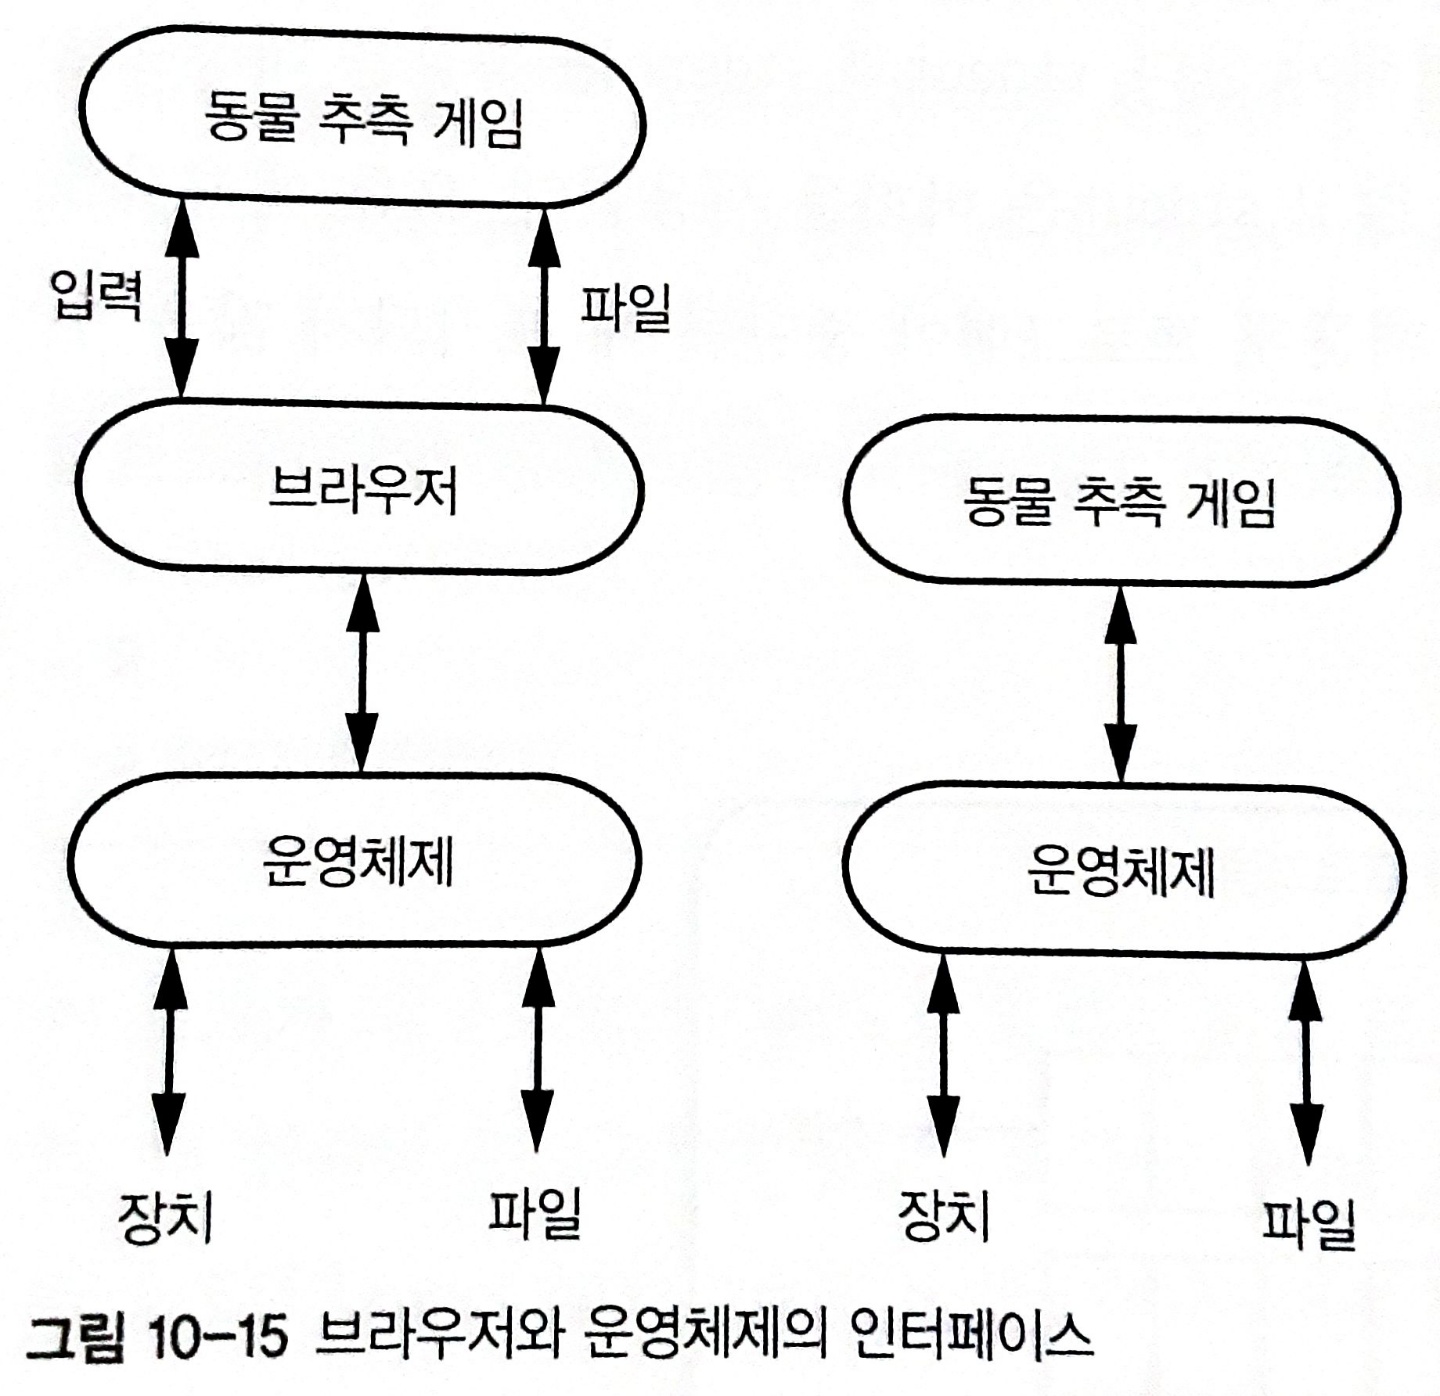 동물 추측 게임
입력
파일
브라우저
운영체제
장치
파일
동물 추측 게임
운영체제
장치
파일
그림 10-15 브라우저와 운영체제의 인터페이스